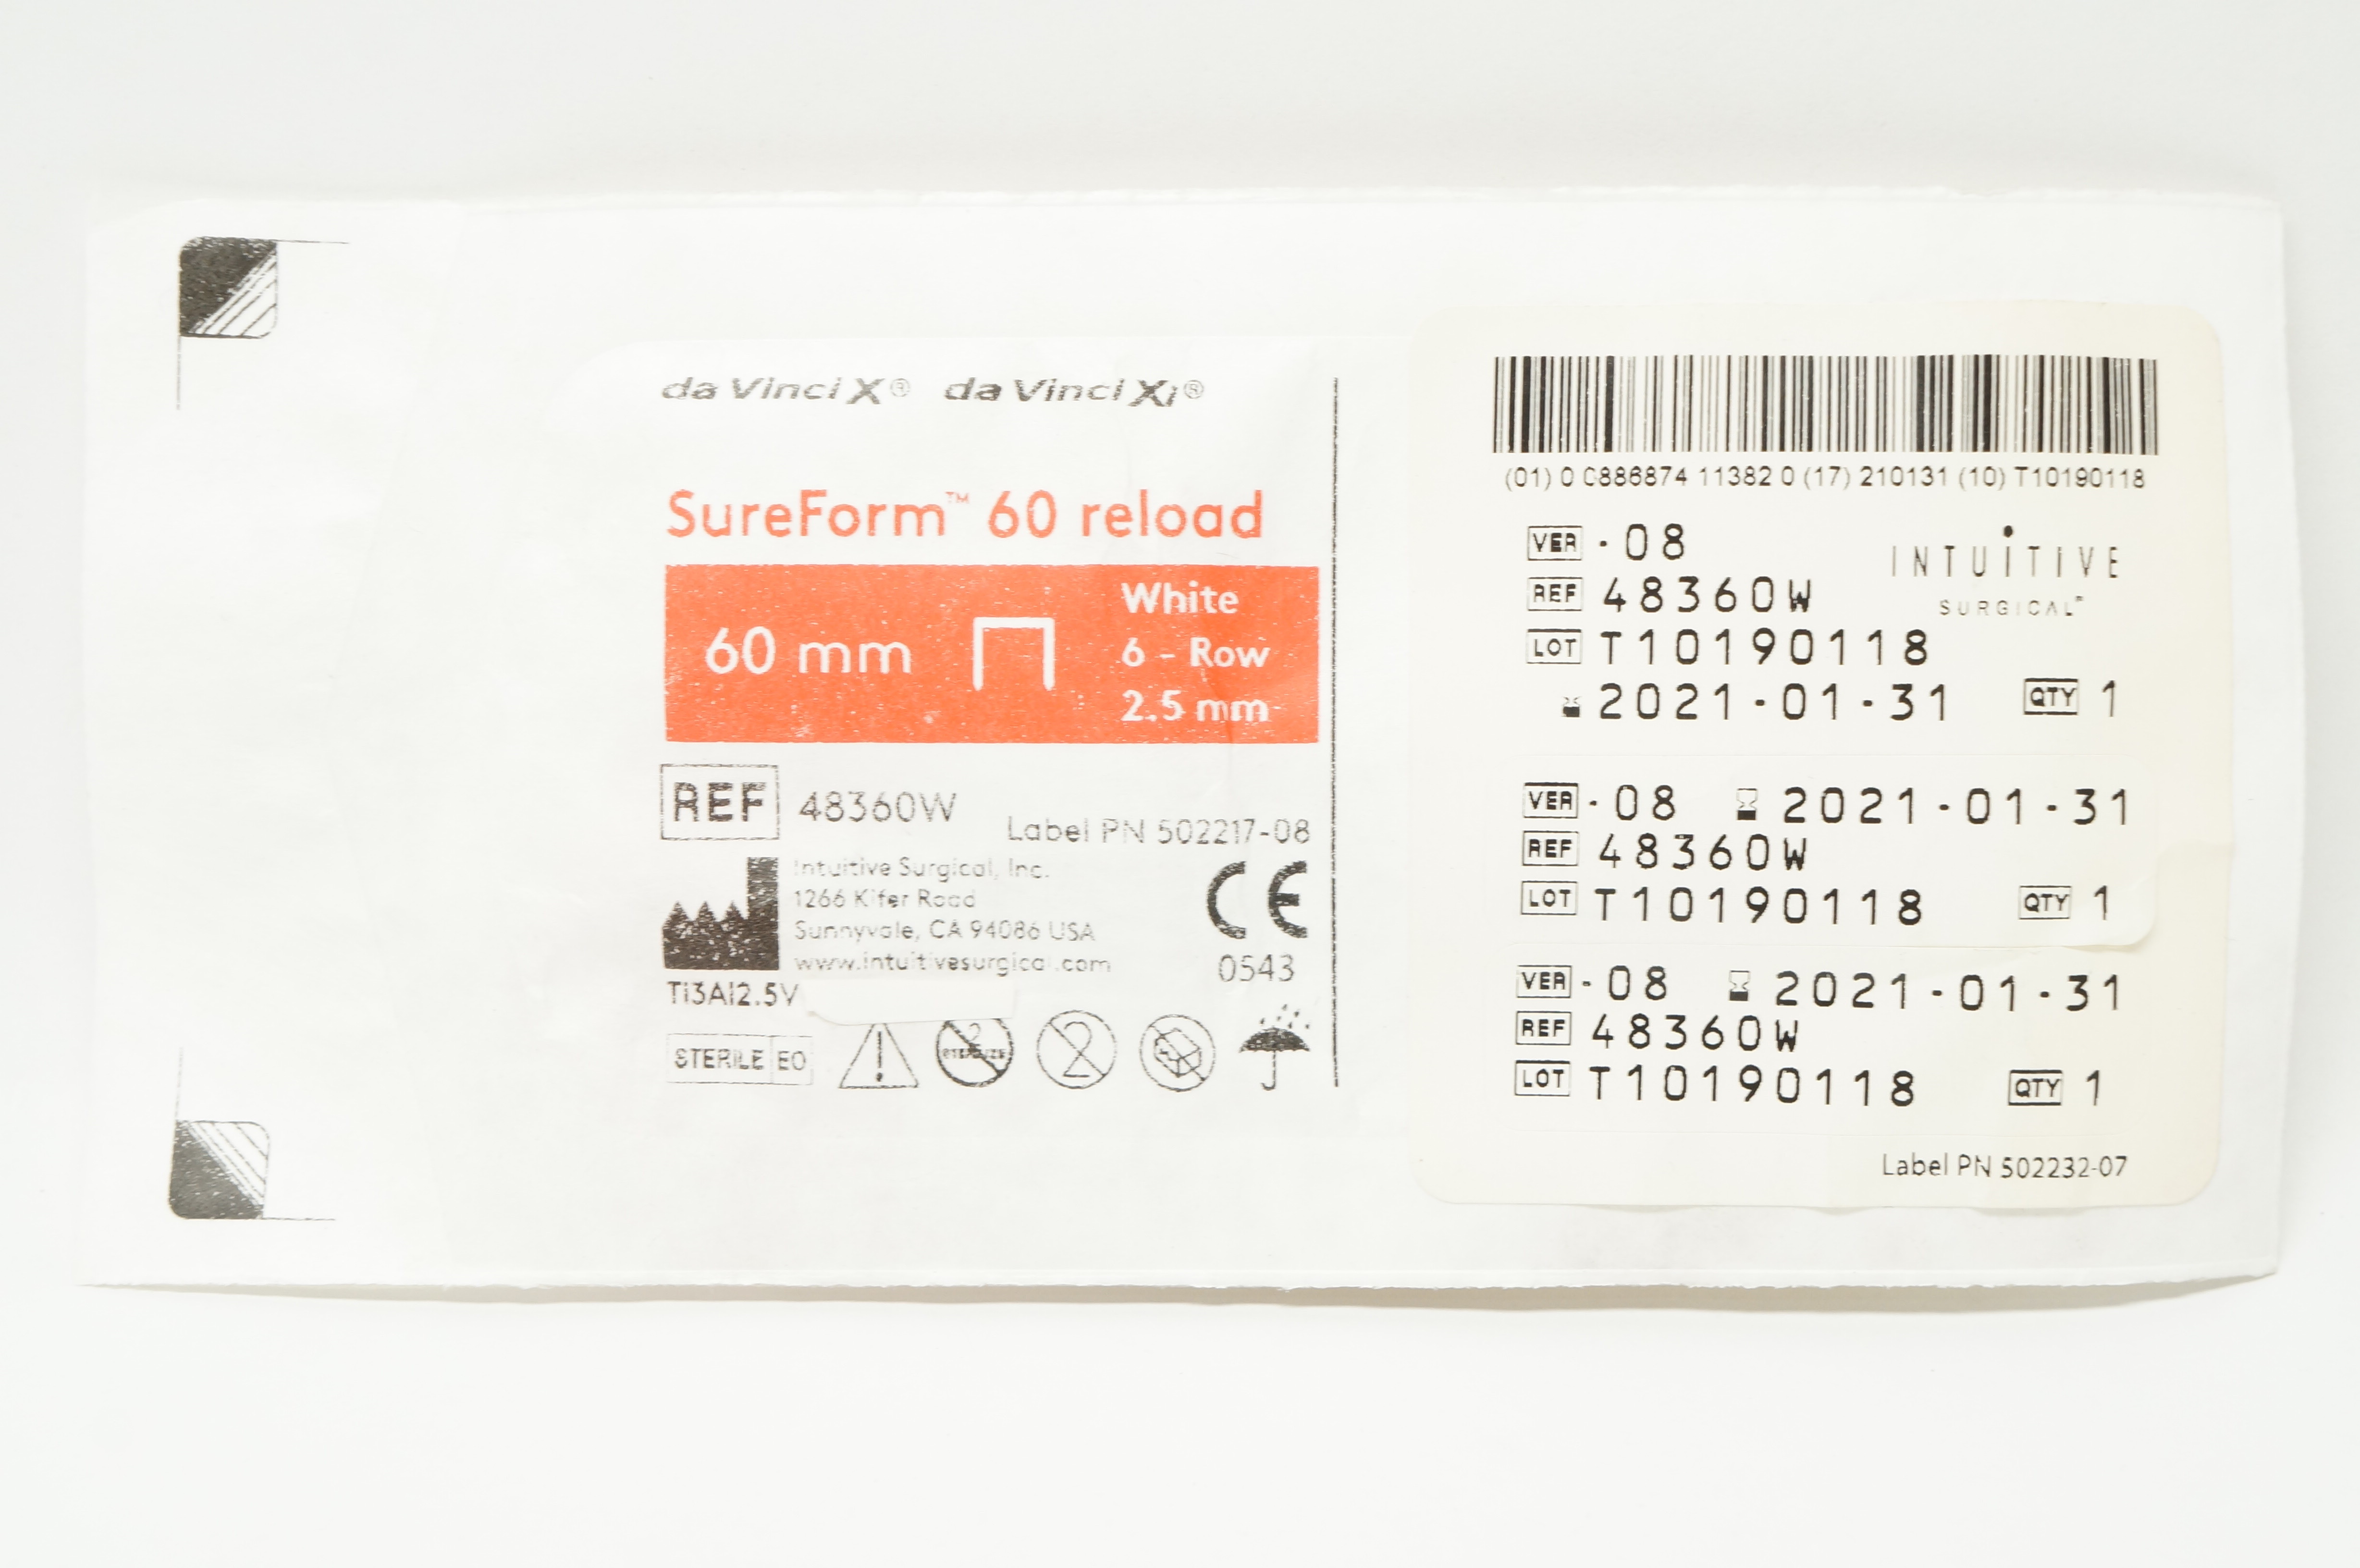 da Vinci X® da Vinci Xi®
SureForm™ 60 reload
60 mm
White
6 - Row
2.5 mm
REF 48360W
Label PN 502217-08
Intuitive Surgical, Inc.
1266 Kifer Road
Sunnyvale, CA 94086 USA
www.intuitivesurgical.com
CE
0543
Ti3Al2.5V
STERILE EO
2
STERILIZE
2
(01) 0 0886874 11382 0 (17) 210131 (10) T10190118
VER -08
INTUITIVE
SURGICAL®
REF 48360W
LOT T10190118
2021-01-31 QTY 1
VER -08 2021-01-31
REF 48360W
LOT T10190118 QTY 1
VER -08 2021-01-31
REF 48360W
LOT T10190118 QTY 1
Label PN 502232-07